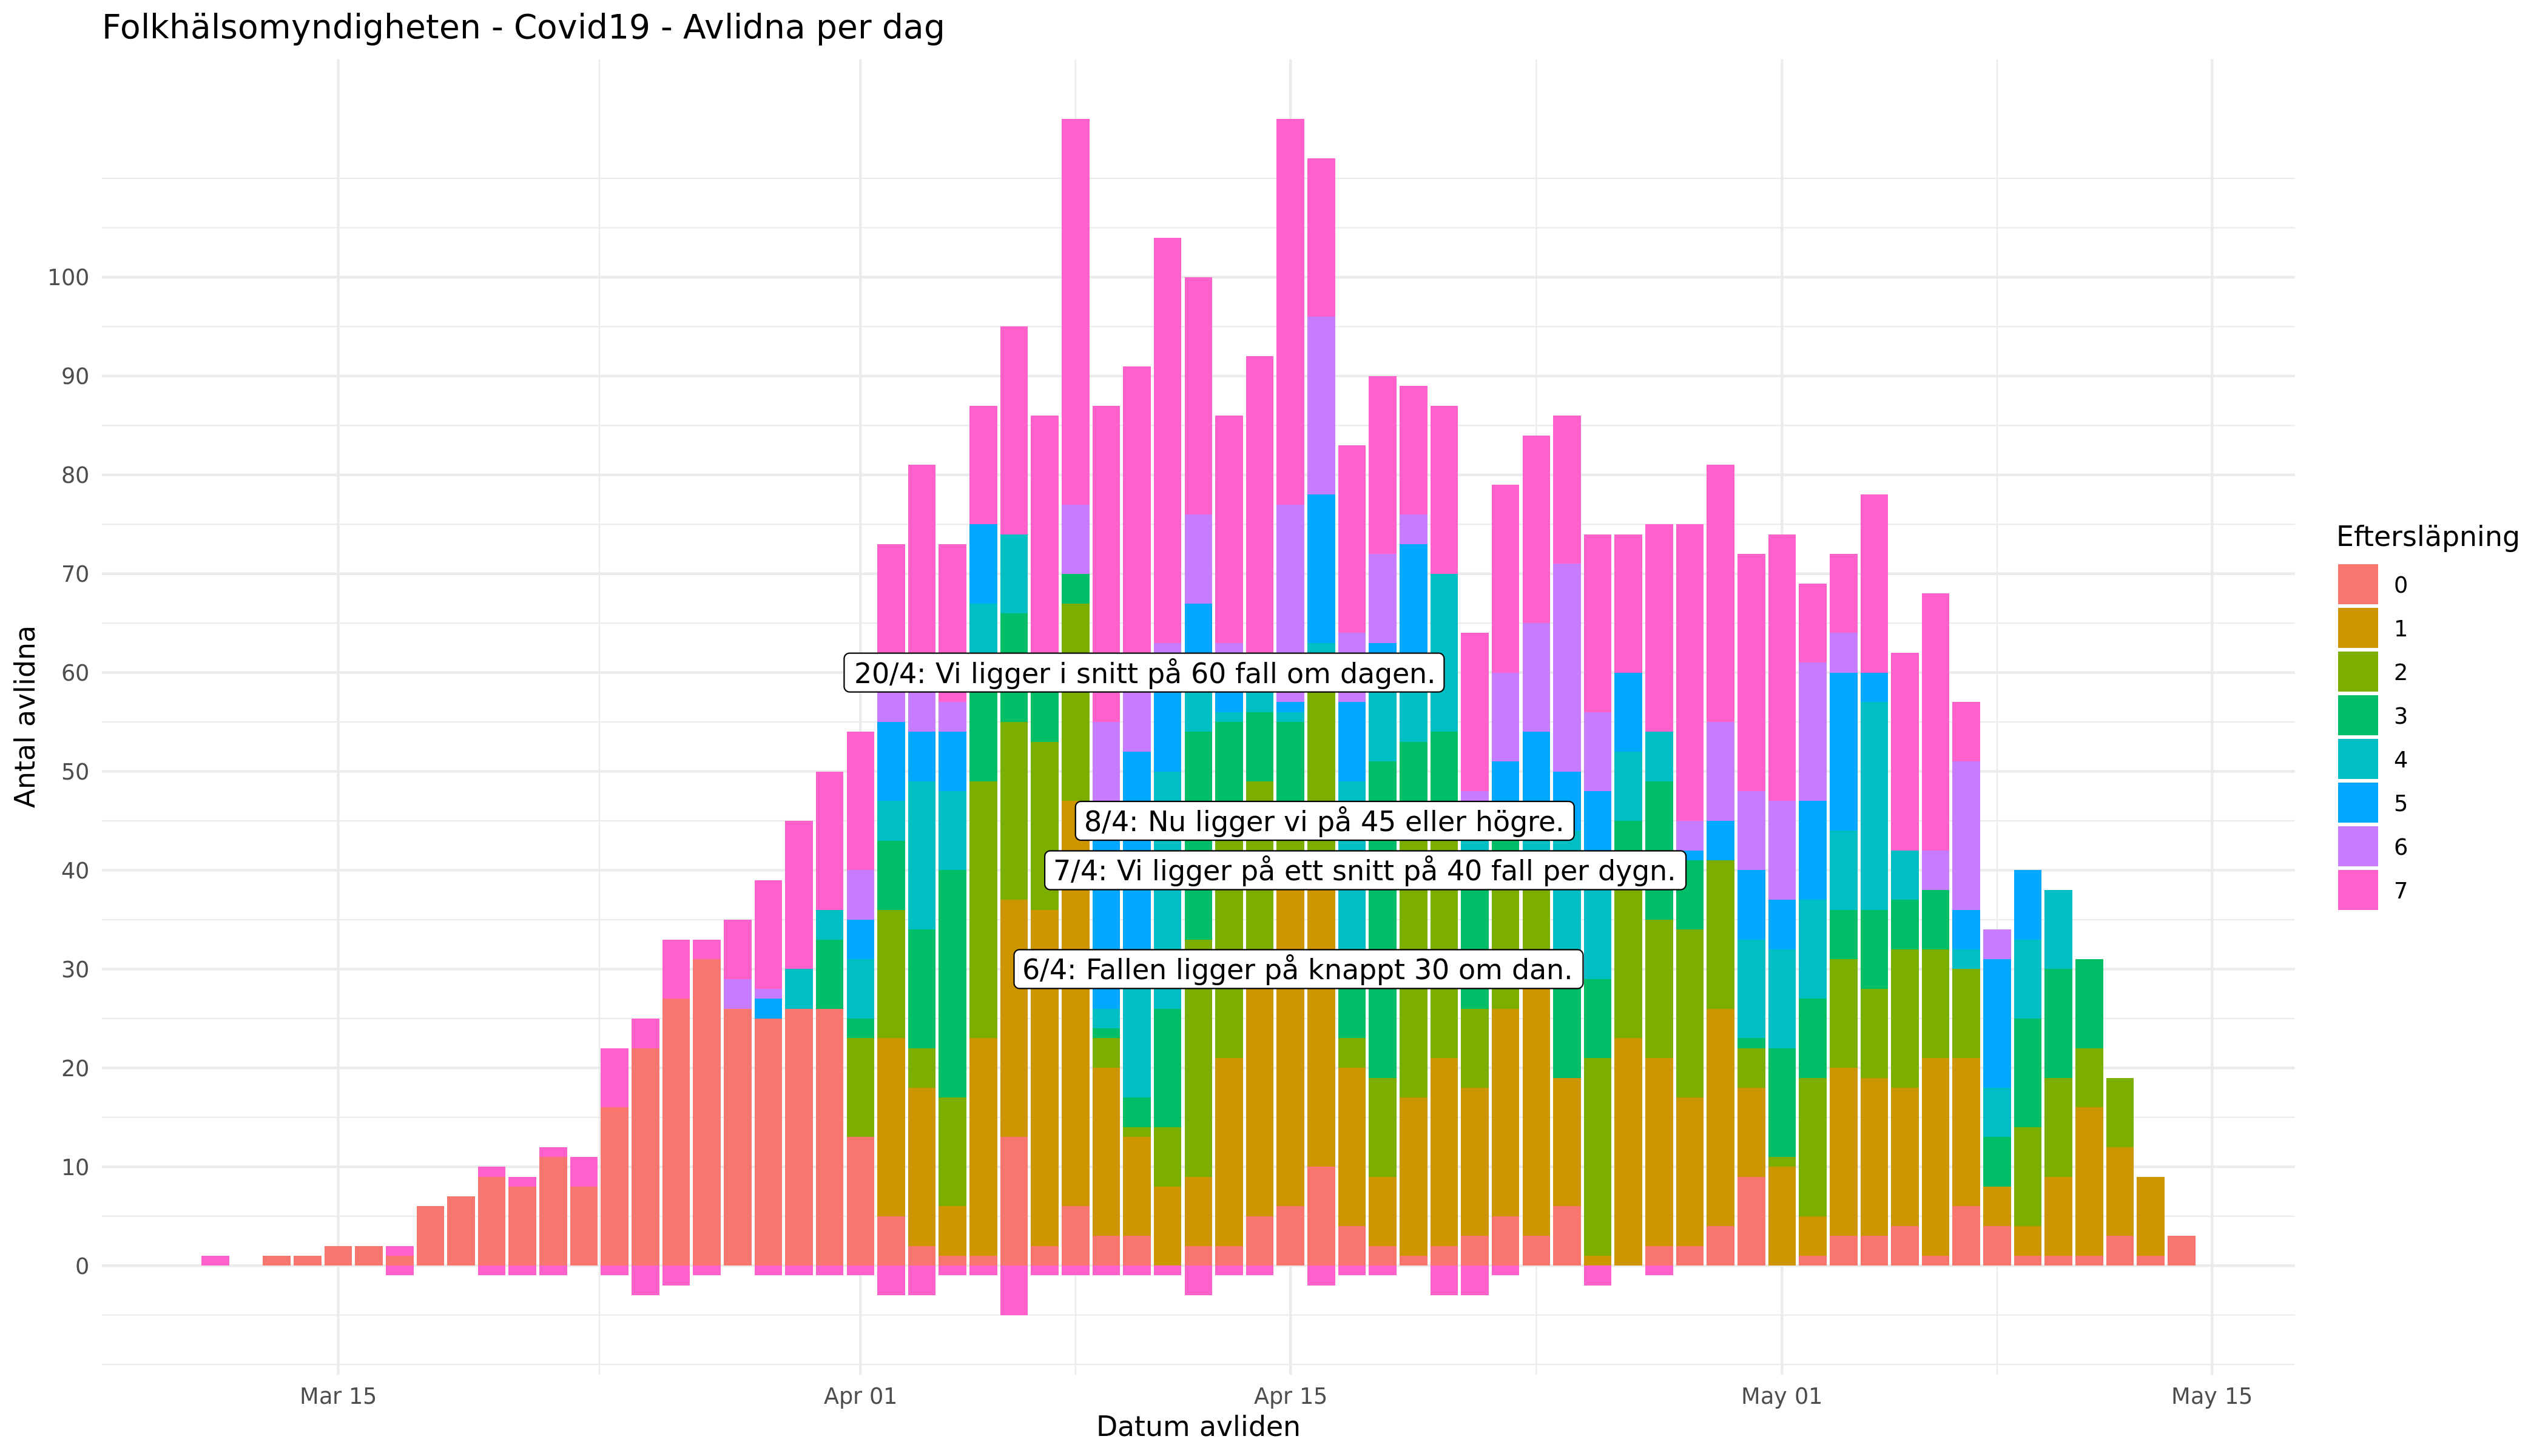 Folkhälsomyndigheten - Covid19 - Avlidna per dag
Antal avlidna
100
90
80
70
60
50
40
30
20
10
0
20/4: Vi ligger i snitt på 60 fall om dagen.
8/4: Nu ligger vi på 45 eller högre.
7/4: Vi ligger på ett snitt på 40 fall per dygn.
6/4: Fallen ligger på knappt 30 om dan.
Mar 15
Apr 01
Apr 15
May 01
May 15
Datum avliden
Eftersläpning
0
1
2
3
4
5
6
7